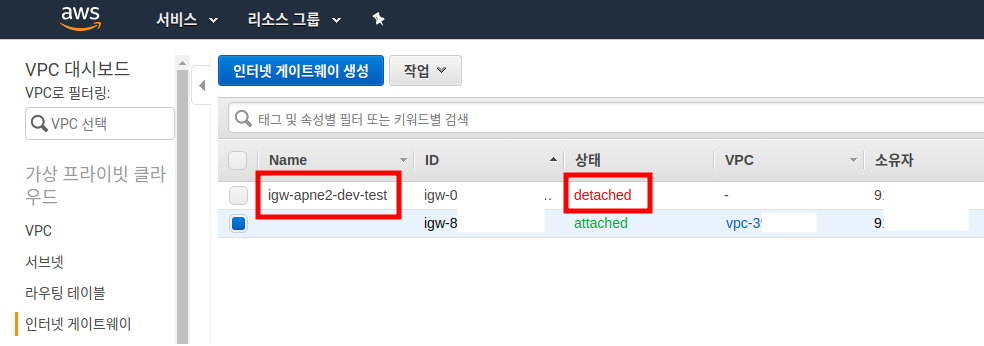 aws 서비스 리소스 그룹
VPC 대시보드
VPC로 필터링:
VPC 선택
가상 프라이빗 클라
우드
VPC
서브넷
라우팅 테이블
인터넷 게이트웨이
인터넷 게이트웨이 생성 작업
태그 및 속성별 필터 또는 키워드별 검색
Name ID 상태 VPC 소유자
igw-apne2-dev-test igw-0 .. detached - 9
igw-8 attached vpc-3 9